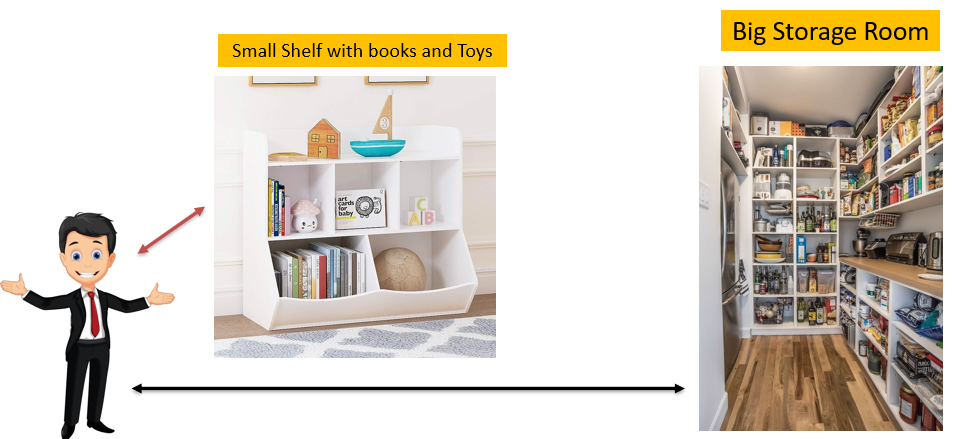 Big Storage Room
Small Shelf with books and Toys
art
cards
for
baby
C
A B